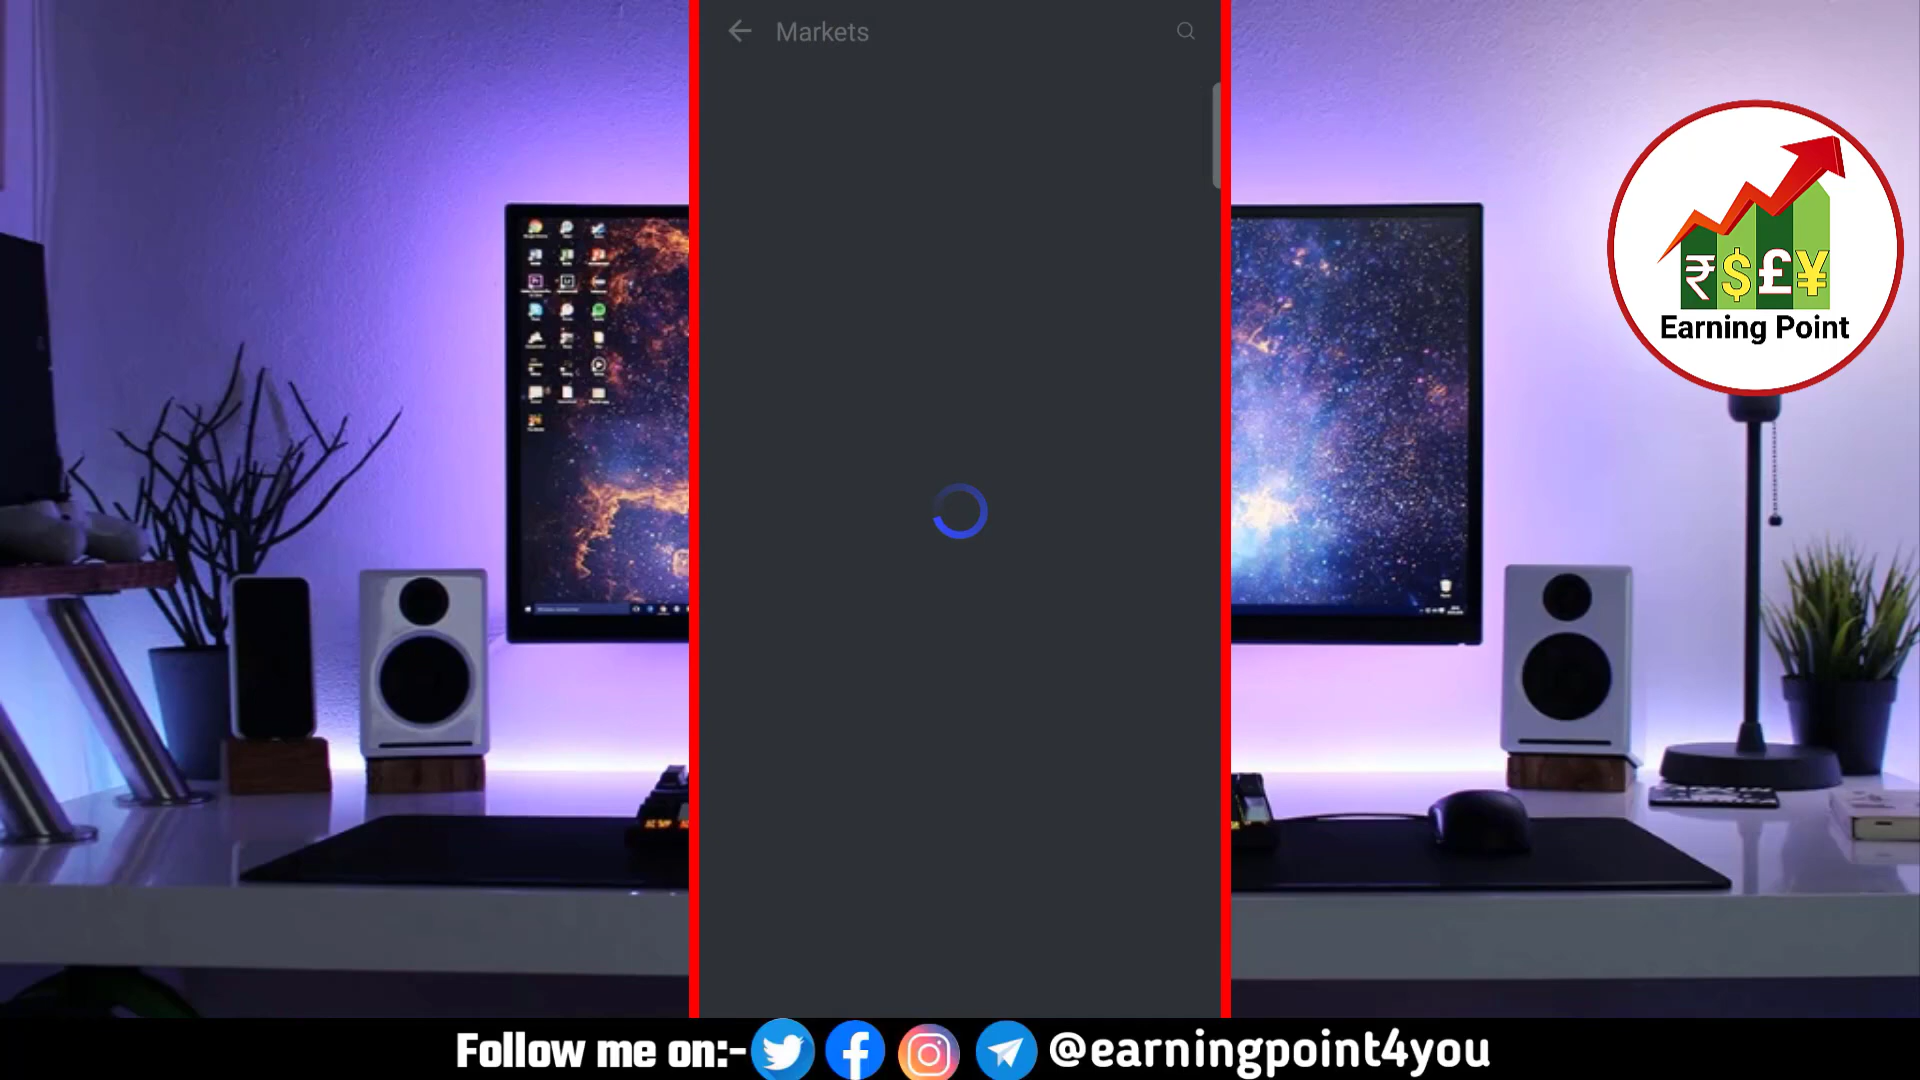 Markets
₹$£¥
Earning Point
Follow me on:-
@earningpoint4you